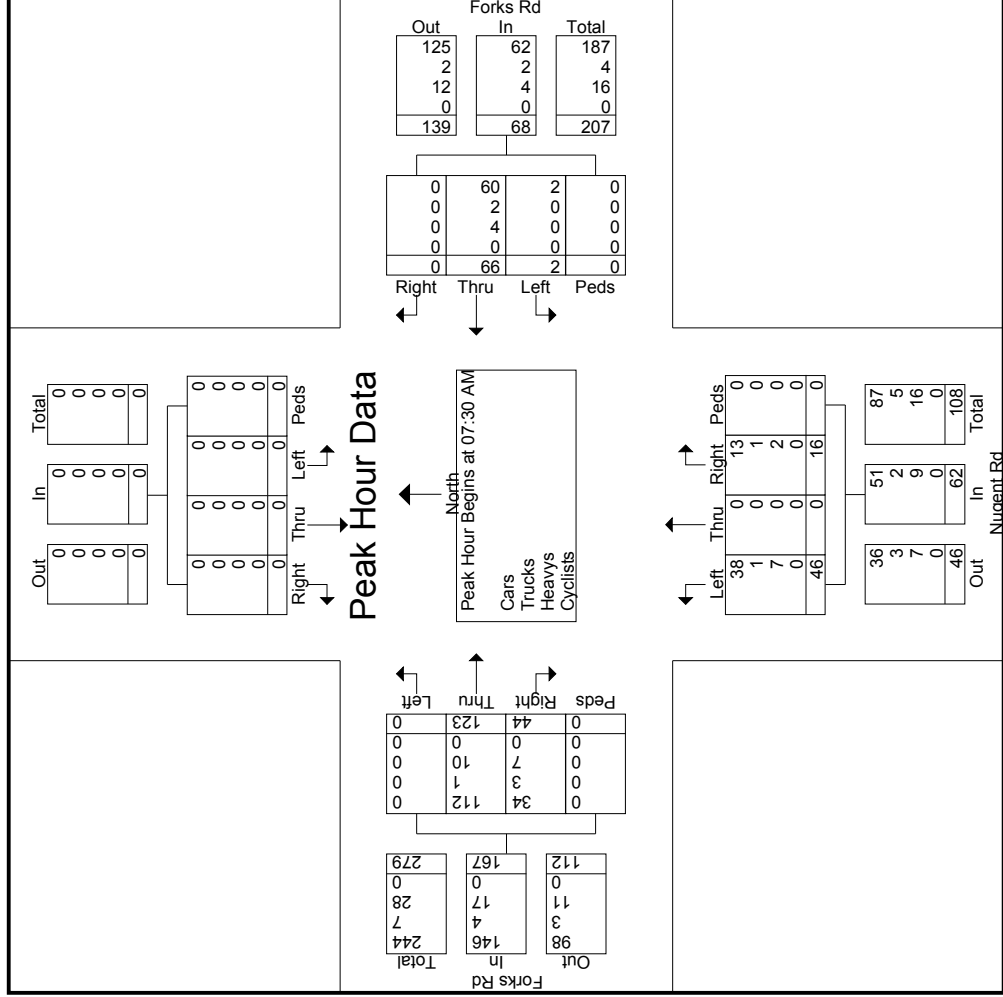 Forks Rd
Out In Total
125 62 187
2 2 4
12 4 16
0 0 0
139 68 207
0 60 2 0
0 2 0 0
0 4 0 0
0 0 0 0
0 66 2 0
Right Thru Left Peds
Out In Total
0 0 0
0 0 0
0 0 0
0 0 0
0 0 0
0 0 0 0
0 0 0 0
0 0 0 0
0 0 0 0
0 0 0 0
Right Thru Left Peds
Peak Hour Data
North
Peak Hour Begins at 07:30 AM
Cars
Trucks
Heavys
Cyclists
Left Thru Right Peds
38 0 13 0
1 0 1 0
7 0 2 0
0 0 0 0
46 0 16 0
36 51 87
3 2 5
7 9 16
0 0 0
46 62 108
Out In Total
Nugent Rd
Left Thru Right Peds
0 123 44 0
0 0 0 0
0 10 7 0
0 1 3 0
0 112 34 0
279 167 112
0 0 0
28 17 11
7 4 3
244 146 98
Total In Out
Forks Rd